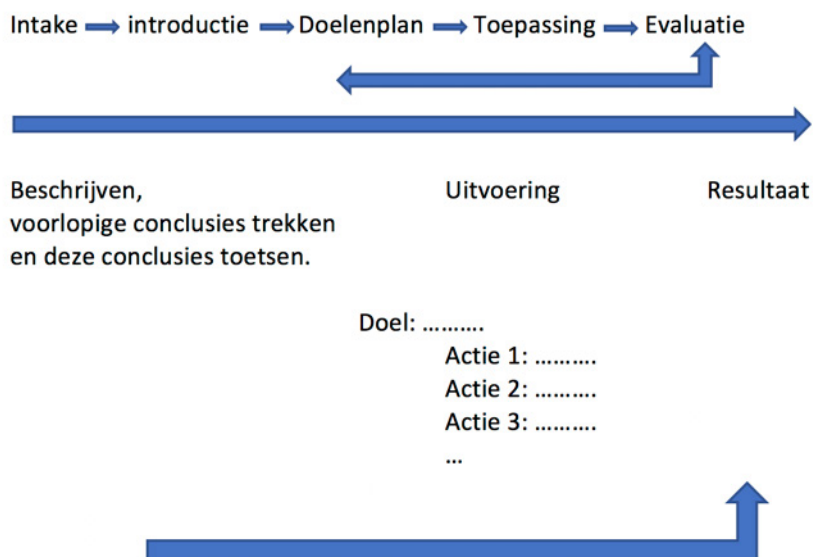 Intake introductie Doelenplan Toepassing Evaluatie
Beschrijven, Uitvoering Resultaat
voorlopige conclusies trekken
en deze conclusies toetsen.
Doel: ……….
Actie 1: ……….
Actie 2: ……….
Actie 3: ……….
…